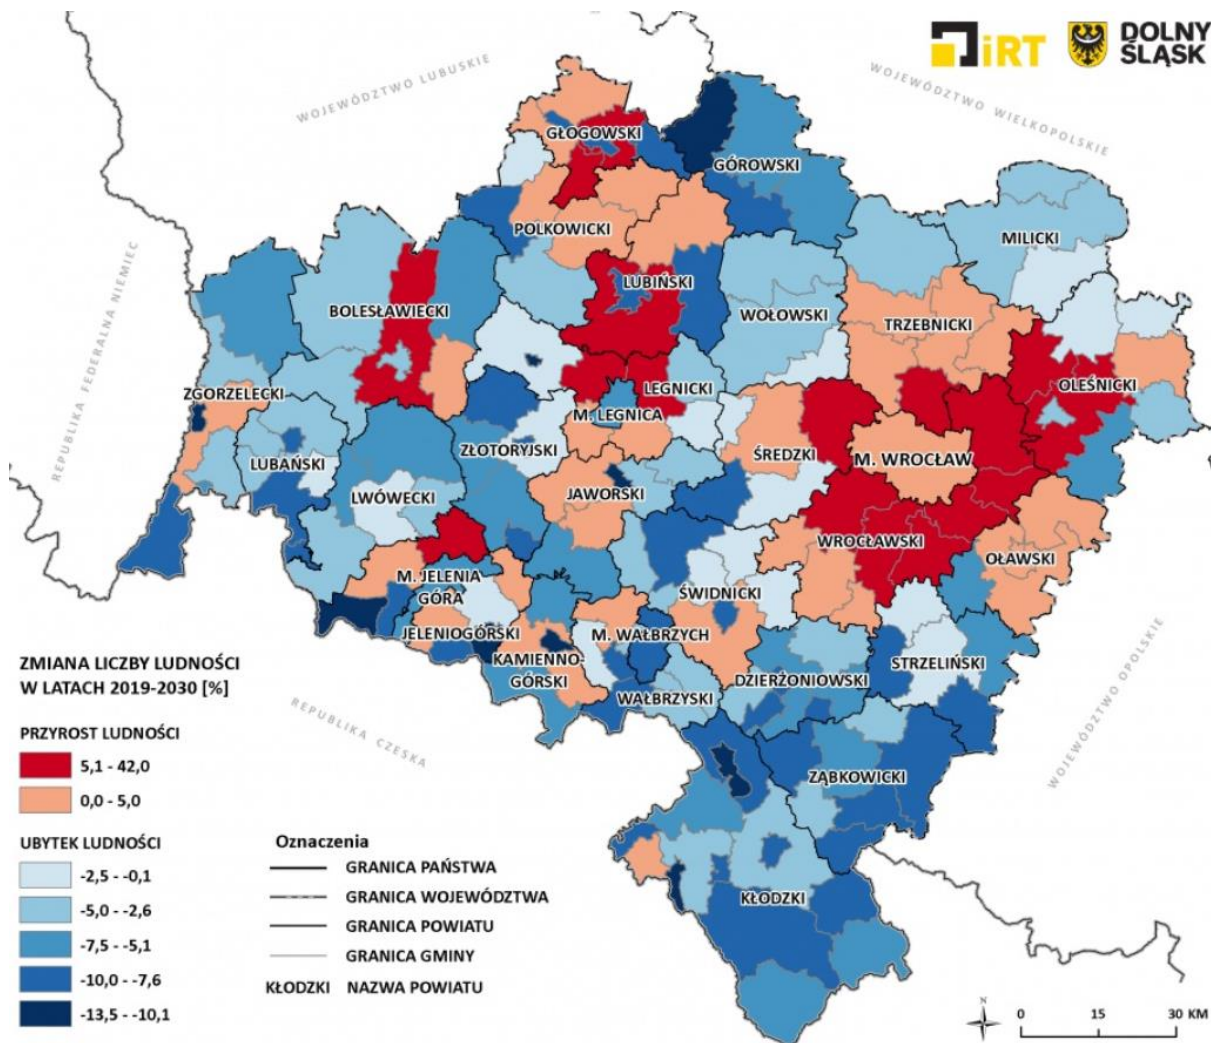 iRT
DOLNY
ŚLĄSK
WOJEWÓDZTWO LUBUSKIE
WOJEWÓDZTWO WIELKOPOLSKIE
REPUBLIKA FEDERALNA NIEMIEC
GŁOGOWSKI
GÓROWSKI
POLKOWICKI
MILICKI
LUBIŃSKI
BOLESŁAWIECKI
WOŁOWSKI
TRZEBNICKI
ZGORZELECKI
LEGNICKI
OLEŚNICKI
M. LEGNICA
ZŁOTORYJSKI
ŚREDZKI
M. WROCŁAW
LUBAŃSKI
LWÓWECKI
JAWORSKI
WROCŁAWSKI
OŁAWSKI
M. JELENIA
GÓRA
ŚWIDNICKI
JELENIOGÓRSKI
M. WAŁBRZYCH
KAMIENNO-
GÓRSKI
STRZELIŃSKI
DZIERŻONIOWSKI
WAŁBRZYSKI
WOJEWÓDZTWO OPOLSKIE
REPUBLIKA CZESKA
ZĄBKOWICKI
KŁODZKI
ZMIANA LICZBY LUDNOŚCI
W LATACH 2019-2030 [%]
PRZYROST LUDNOŚCI
5,1 - 42,0
0,0 - 5,0
UBYTEK LUDNOŚCI
-2,5 - -0,1
-5,0 - -2,6
-7,5 - -5,1
-10,0 - -7,6
-13,5 - -10,1
Oznaczenia
GRANICA PAŃSTWA
GRANICA WOJEWÓDZTWA
GRANICA POWIATU
GRANICA GMINY
KŁODZKI NAZWA POWIATU
N
0 15 30 KM